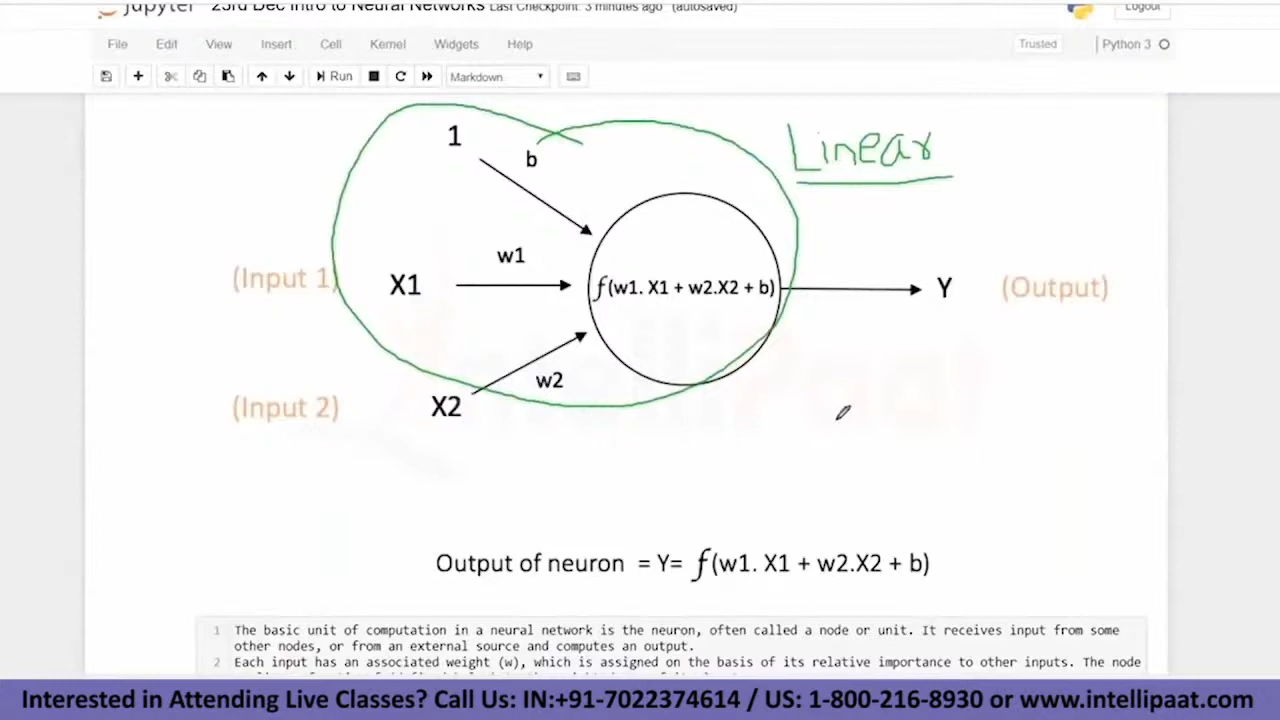 Jupyter 23rd Dec Intro to Neural Networks Last Checkpoint: 3 minutes ago (autosaved) Logout
File Edit View Insert Cell Kernel Widgets Help Trusted Python 3
Run Markdown
1
b
Linear
w1
(Input 1) X1 f(w1. X1 + w2.X2 + b) Y (Output)
w2
(Input 2) X2
IntelliPaat
Output of neuron = Y= f(w1. X1 + w2.X2 + b)
1 The basic unit of computation in a neural network is the neuron, often called a node or unit. It receives input from some
other nodes, or from an external source and computes an output.
2 Each input has an associated weight (w), which is assigned on the basis of its relative importance to other inputs. The node
Interested in Attending Live Classes? Call Us: IN:+91-7022374614 / US: 1-800-216-8930 or www.intellipaat.com